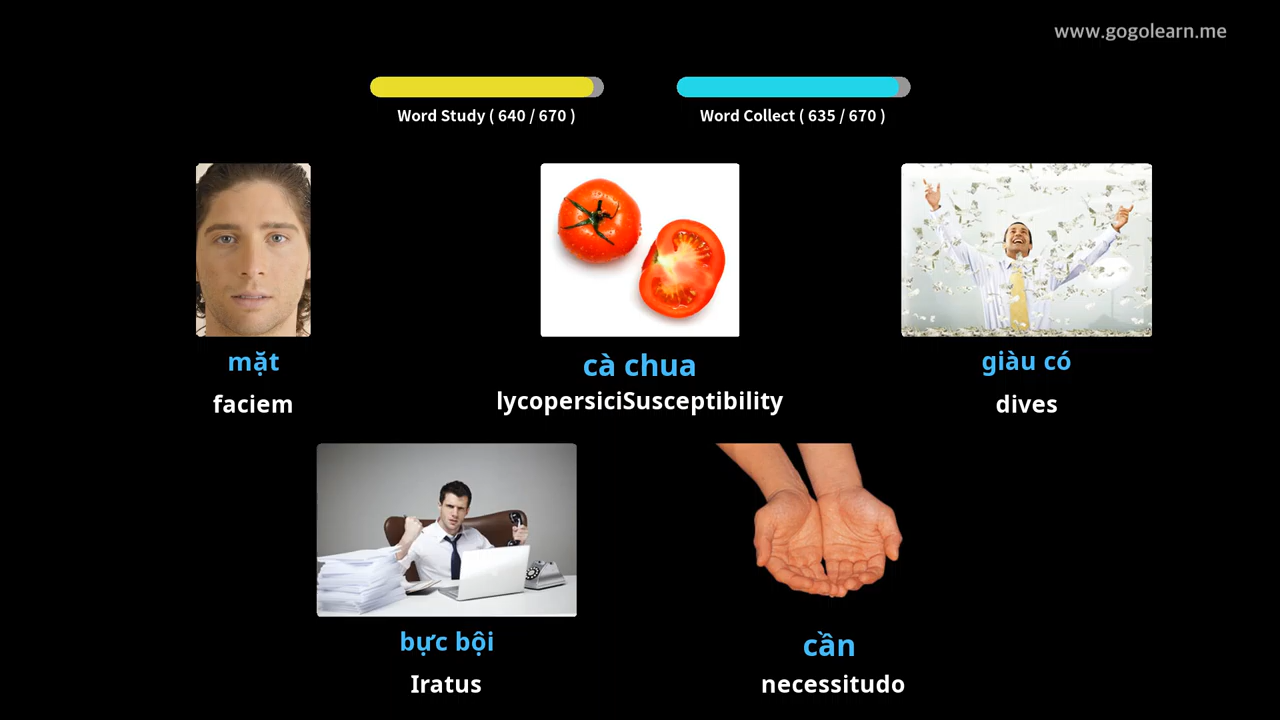 www.gogolearn.me
Word Study ( 640 / 670 )
Word Collect ( 635 / 670 )
mặt
faciem
cà chua
lycopersiciSusceptibility
giàu có
dives
bực bội
Iratus
cần
necessitudo